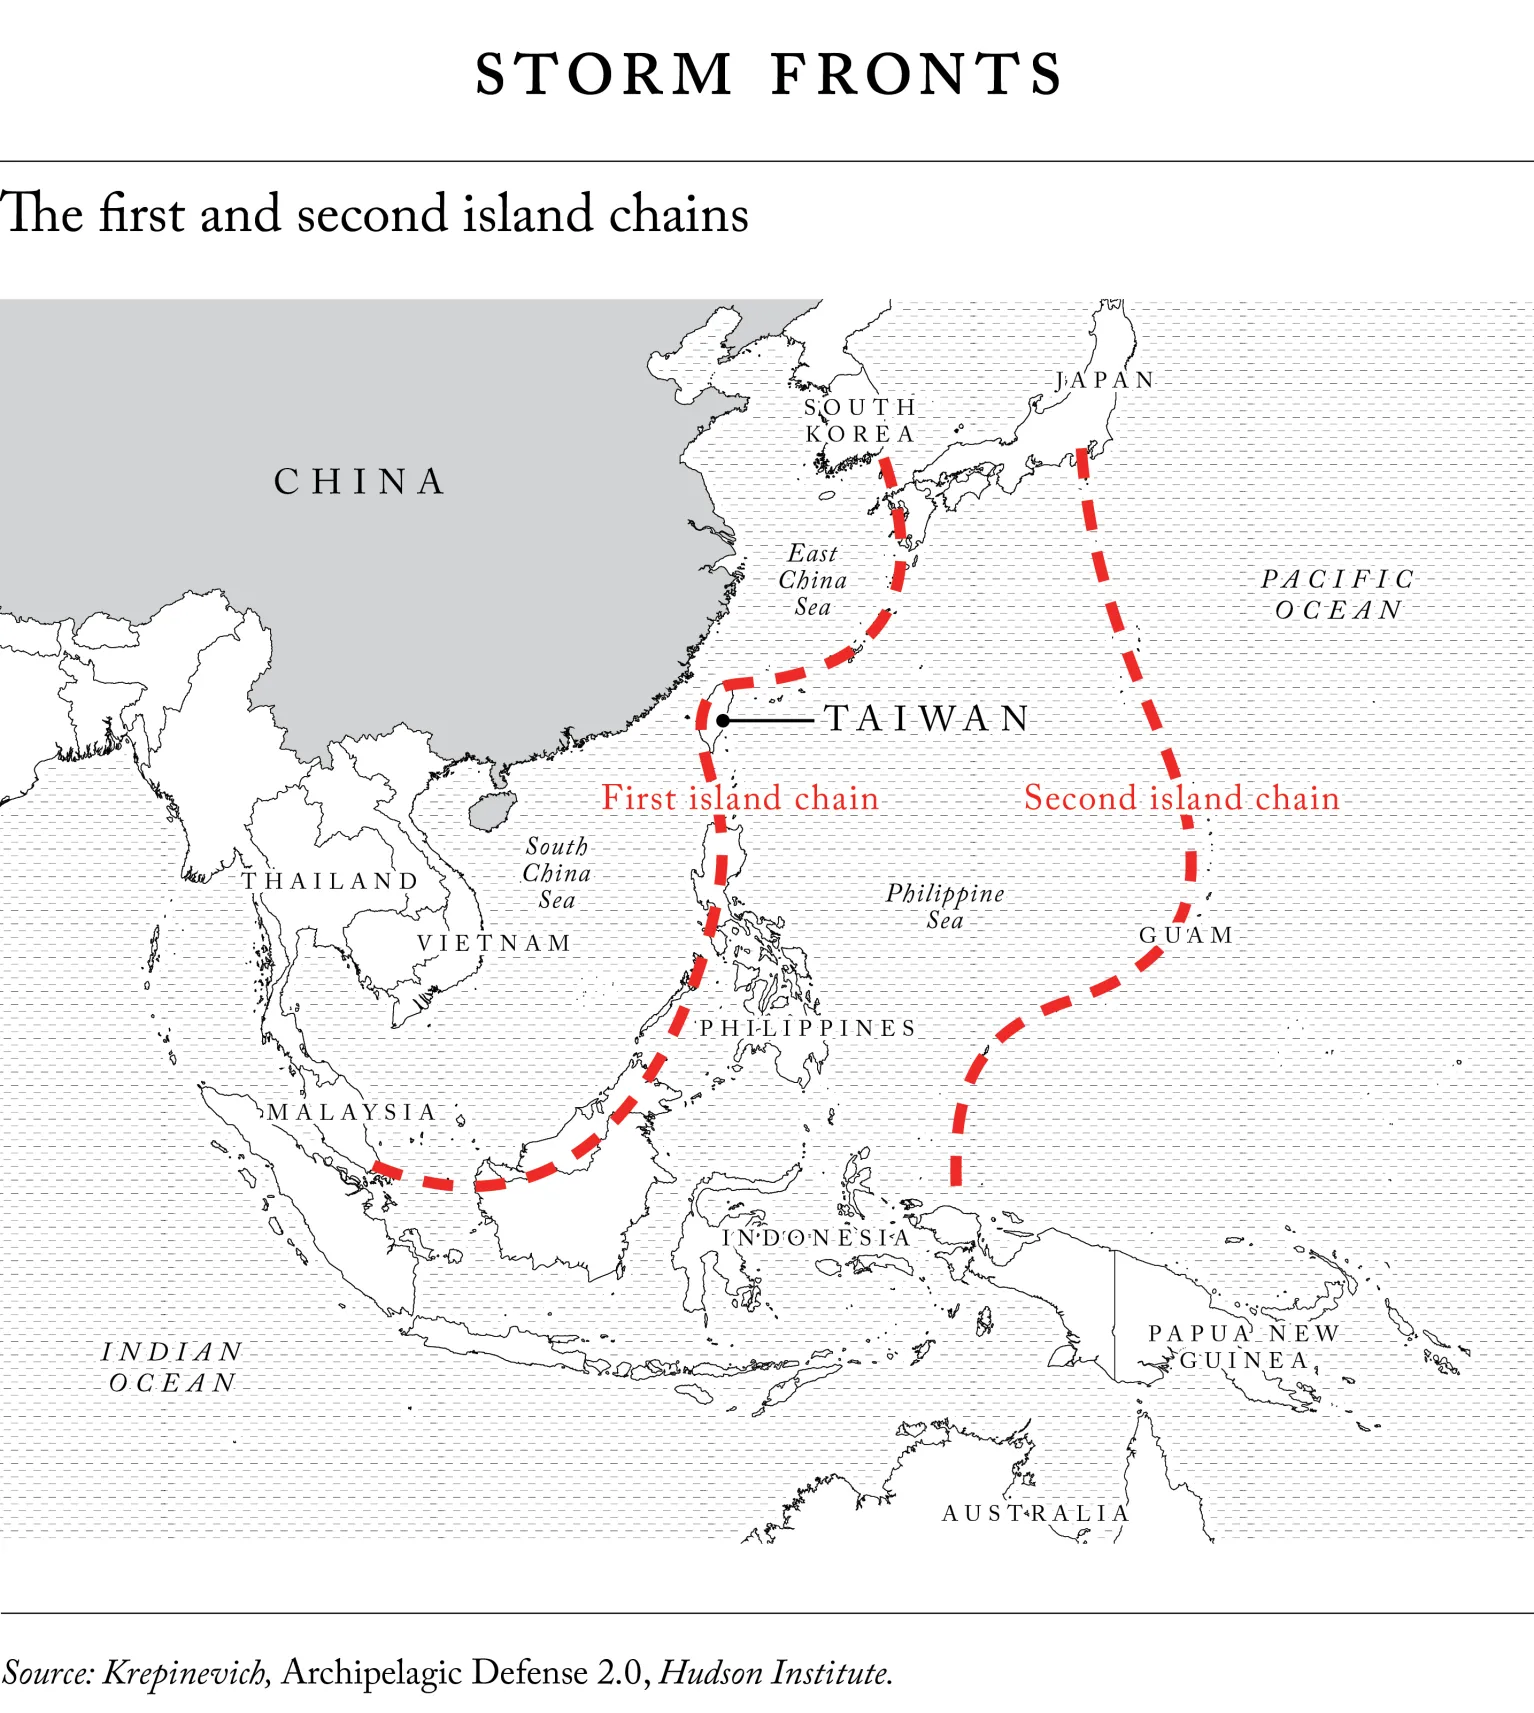 STORM FRONTS
The first and second island chains
JAPAN
SOUTH
KOREA
CHINA
East
China
Sea
PACIFIC
OCEAN
TAIWAN
First island chain
Second island chain
South
China
Sea
THAILAND
Philippine
Sea
GUAM
VIETNAM
PHILIPPINES
MALAYSIA
INDONESIA
PAPUA NEW
GUINEA
INDIAN
OCEAN
AUSTRALIA
Source: Krepinevich, Archipelagic Defense 2.0, Hudson Institute.